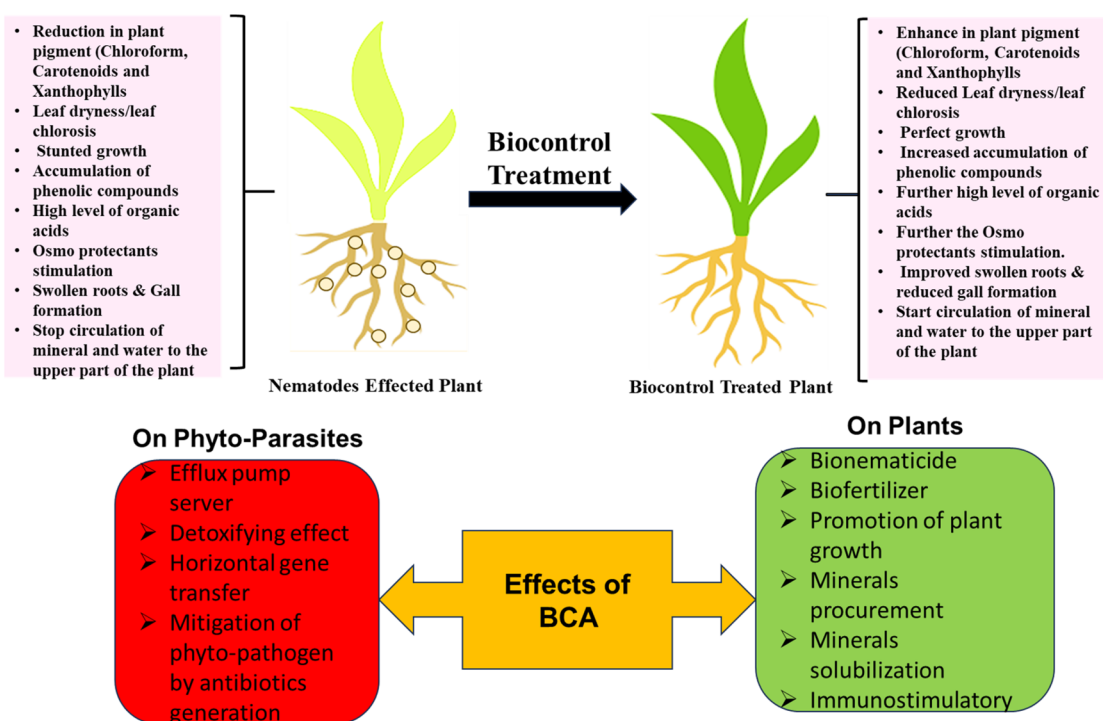 • Reduction in plant
pigment (Chloroform,
Carotenoids and
Xanthophylls
• Leaf dryness/leaf
chlorosis
• Stunted growth
• Accumulation of
phenolic compounds
• High level of organic
acids
• Osmo protectants
stimulation
• Swollen roots & Gall
formation
• Stop circulation of
mineral and water to the
upper part of the plant
Nematodes Effected Plant
Biocontrol
Treatment
Biocontrol Treated Plant
• Enhance in plant pigment
(Chloroform, Carotenoids
and Xanthophylls
• Reduced Leaf dryness/leaf
chlorosis
• Perfect growth
• Increased accumulation of
phenolic compounds
• Further high level of organic
acids
• Further the Osmo
protectants stimulation.
• Improved swollen roots &
reduced gall formation
• Start circulation of mineral
and water to the upper part
of the plant
On Phyto-Parasites
➢ Efflux pump
server
➢ Detoxifying effect
➢ Horizontal gene
transfer
➢ Mitigation of
phyto-pathogen
by antibiotics
generation
Effects of
BCA
On Plants
➢ Bionematicide
➢ Biofertilizer
➢ Promotion of plant
growth
➢ Minerals
procurement
➢ Minerals
solubilization
➢ Immunostimulatory